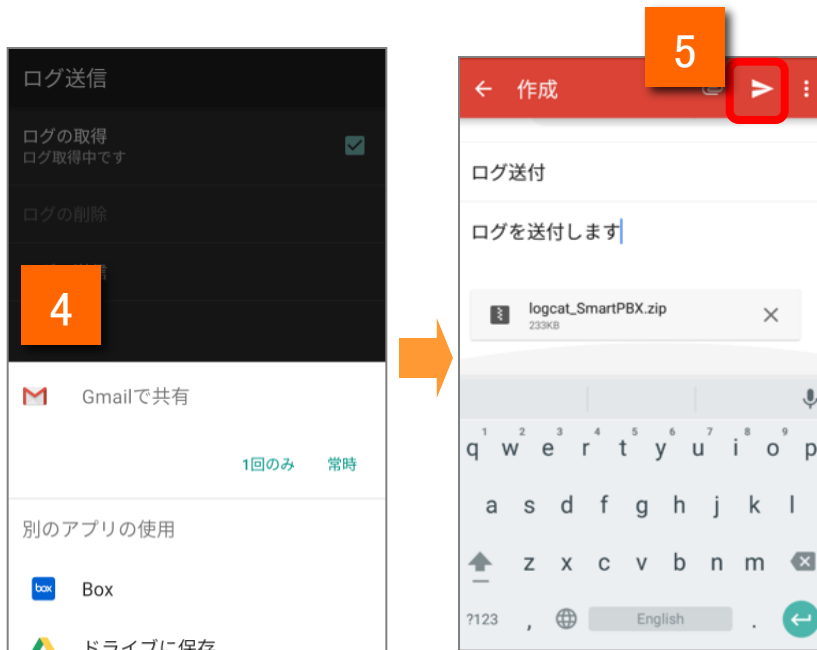 ログ送信
ログの取得
ログ取得中です
ログの削除
4
Gmailで共有
1回のみ 常時
別のアプリの使用
box
Box
ドライブに保存
5
作成
ログ送付
ログを送付します
logcat_SmartPBX.zip
233KB
q 1 w 2 e 3 r 4 t 5 y 6 u 7 i 8 o 9 p
a s d f g h j k l
z x c v b n m
?123 , English .